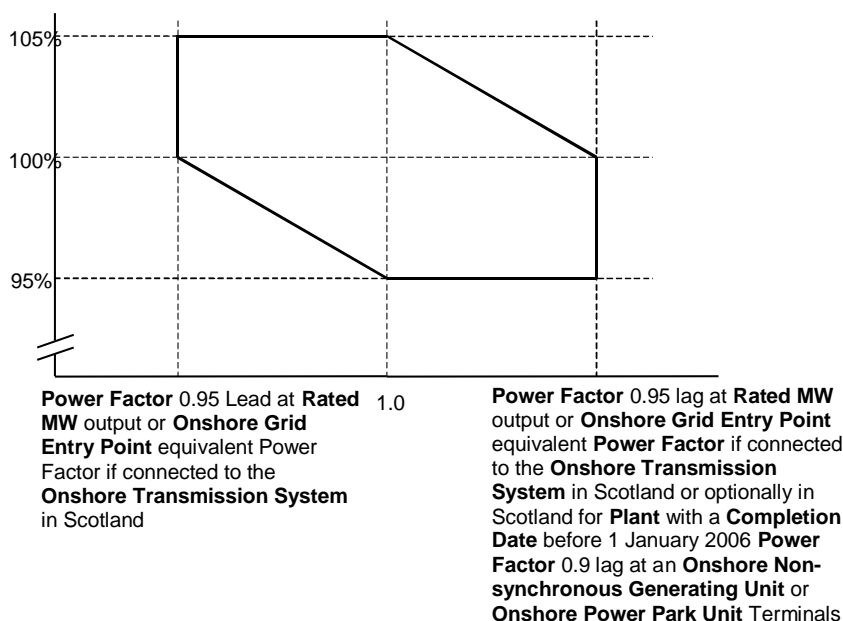 105%
100%
95%
Power Factor 0.95 Lead at Rated
MW output or Onshore Grid
Entry Point equivalent Power
Factor if connected to the
Onshore Transmission System
in Scotland
1.0
Power Factor 0.95 lag at Rated MW
output or Onshore Grid Entry Point
equivalent Power Factor if connected
to the Onshore Transmission
System in Scotland or optionally in
Scotland for Plant with a Completion
Date before 1 January 2006 Power
Factor 0.9 lag at an Onshore Non-
synchronous Generating Unit or
Onshore Power Park Unit Terminals